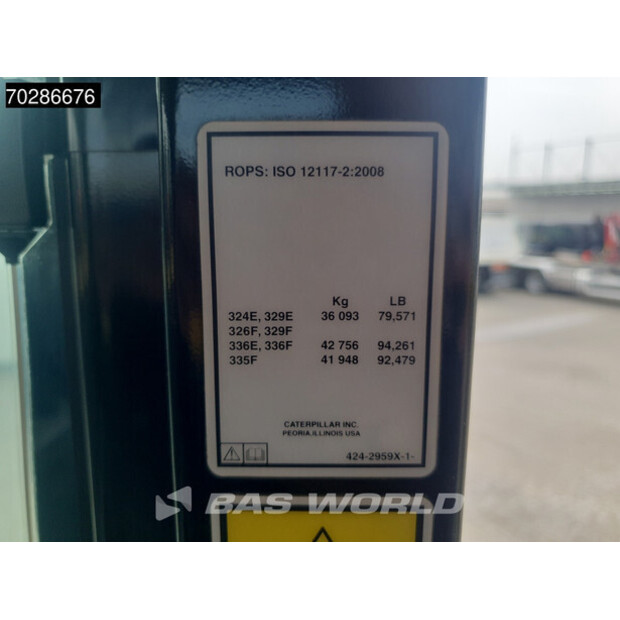 70286676
ROPS: ISO 12117-2:2008
Kg LB
324E, 329E 36 093 79,571
326F, 329F
336E, 336F 42 756 94,261
335F 41 948 92,479
CATERPILLAR INC.
PEORIA,ILLINOIS USA
424-2959X-1-
BAS WORLD